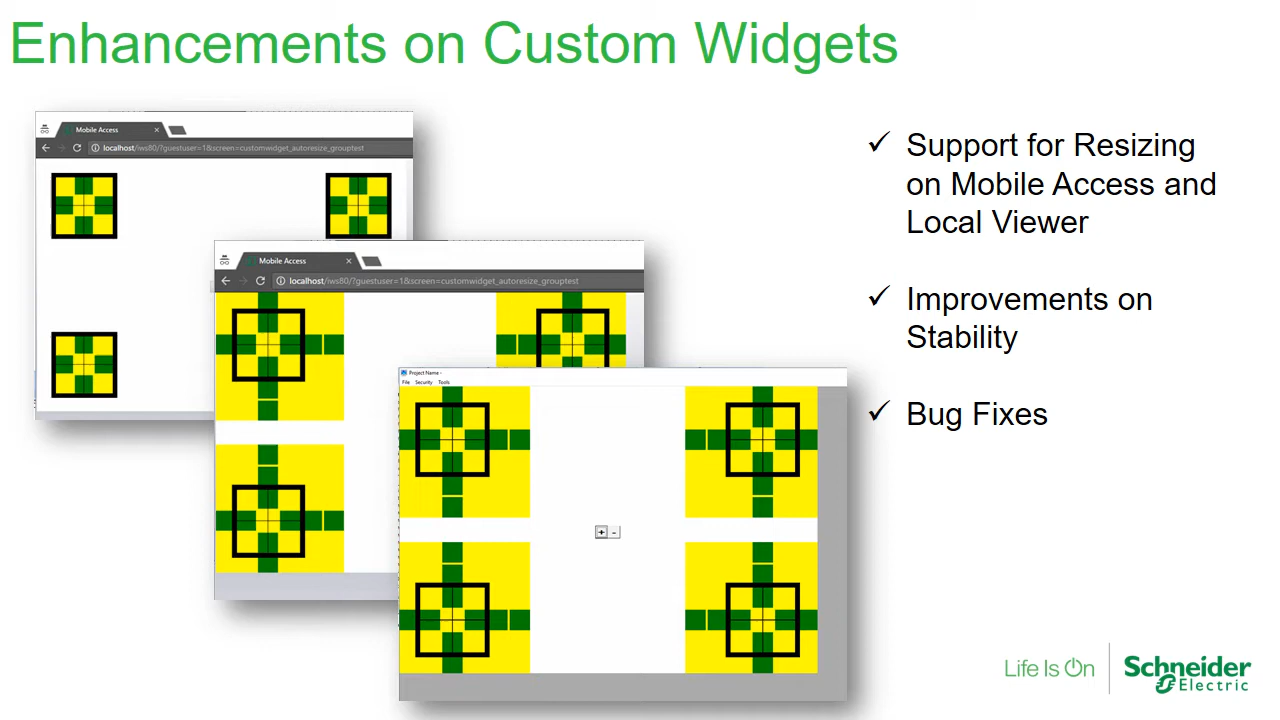 Enhancements on Custom Widgets
Mobile Access
localhost/iws80/?guestuser=1&screen=customwidget_autoresize_grouptest
Mobile Access
localhost/iws80/?guestuser=1&screen=customwidget_autoresize_grouptest
Project Name -
File Security Tools
+ -
✓ Support for Resizing
on Mobile Access and
Local Viewer
✓ Improvements on
Stability
✓ Bug Fixes
Life Is On
Schneider
Electric